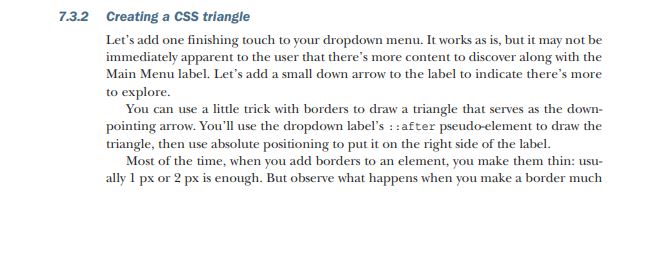 7.3.2 Creating a CSS triangle
Let's add one finishing touch to your dropdown menu. It works as is, but it may not be
immediately apparent to the user that there's more content to discover along with the
Main Menu label. Let's add a small down arrow to the label to indicate there's more
to explore.
You can use a little trick with borders to draw a triangle that serves as the down-
pointing arrow. You'll use the dropdown label's ::after pseudo-element to draw the
triangle, then use absolute positioning to put it on the right side of the label.
Most of the time, when you add borders to an element, you make them thin: usu-
ally 1 px or 2 px is enough. But observe what happens when you make a border much